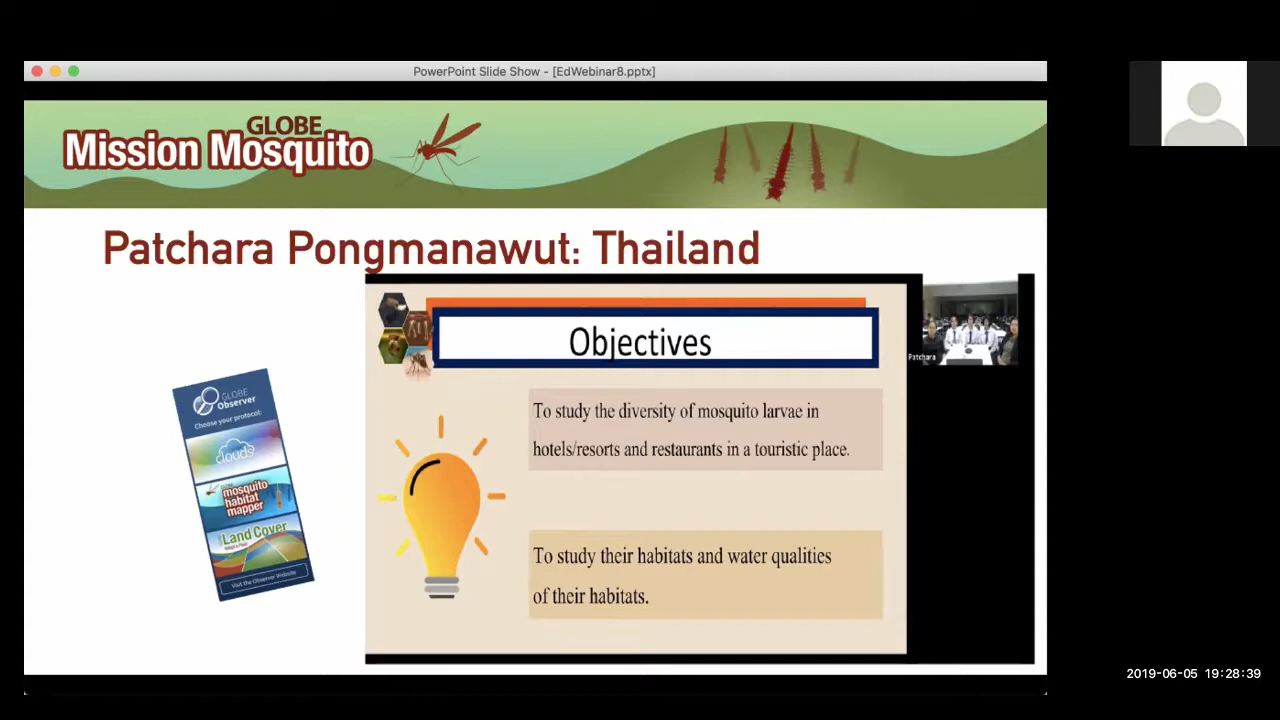 PowerPoint Slide Show - [EdWebinar8.pptx]
GLOBE
Mission Mosquito
Patchara Pongmanawut: Thailand
Objectives
Patchara
To study the diversity of mosquito larvae in
hotels/resorts and restaurants in a touristic place.
To study their habitats and water qualities
of their habitats.
GLOBE
Observer
Choose your protocol:
clouds
mosquito
habitat
mapper
Land Cover
Visit the Observer Website
2019-06-05 19:28:39